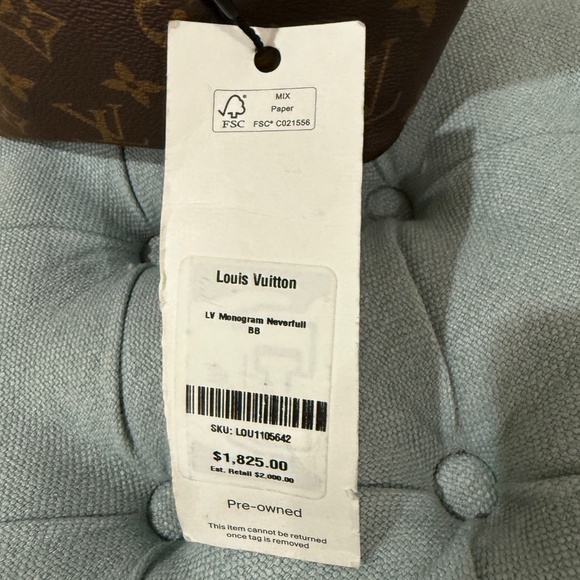 MIX
Paper
FSC
FSC® C021556
Louis Vuitton
LV Monogram Neverfull
BB
SKU: LOU1105642
$1,825.00
Est. Retail $2,000.00
Pre-owned
This item cannot be returned
once tag is removed